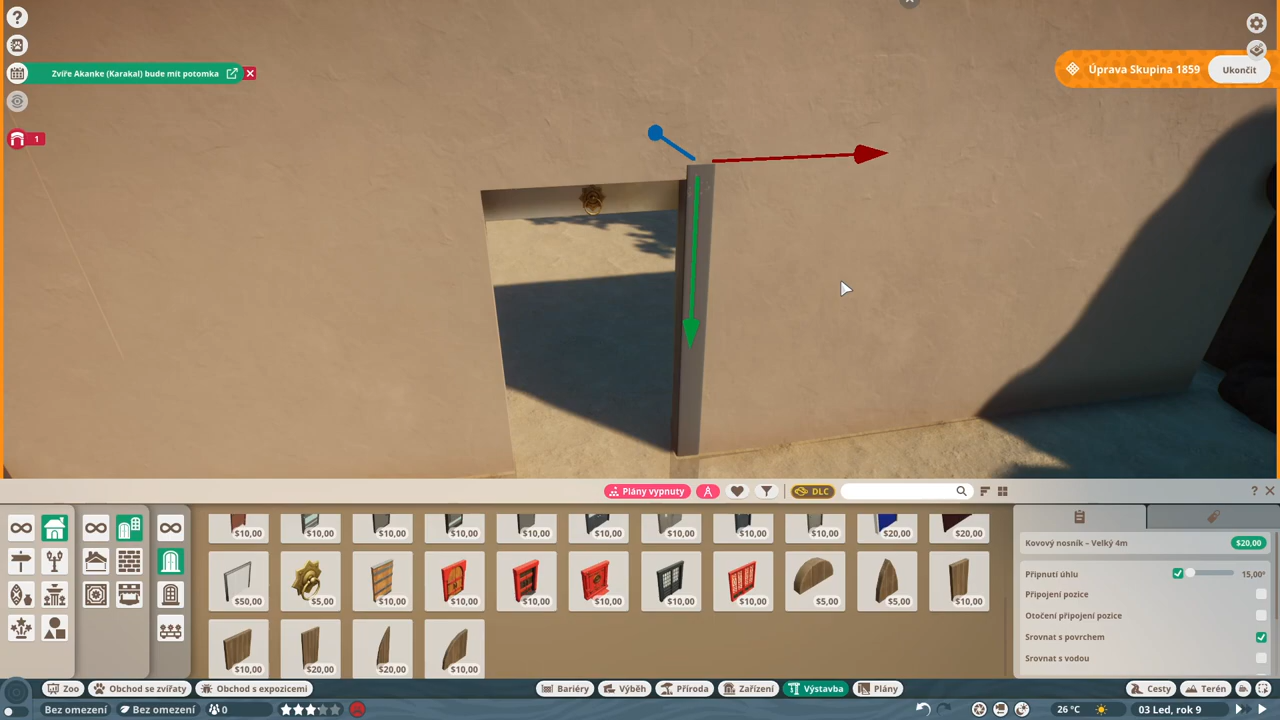 ?
Zvíře Akanke (Karakal) bude mít potomka
1
Úprava Skupina 1859
Ukončit
Plány vypnuty
DLC
?
$10,00 $10,00 $10,00 $10,00 $10,00 $10,00 $10,00 $10,00 $10,00 $20,00 $20,00
$50,00 $5,00 $10,00 $10,00 $10,00 $10,00 $10,00 $10,00 $5,00 $5,00 $10,00
$10,00 $20,00 $20,00 $10,00
Kovový nosník – Velký 4m $20,00
Připnutí úhlu 15,00°
Připojení pozice
Otočení připojení pozice
Srovnat s povrchem
Srovnat s vodou
Zoo Obchod se zvířaty Obchod s expozicemi Bariéry Výběh Příroda Zařízení Výstavba Plány Cesty Terén
Bez omezení Bez omezení 0 26 °C 03 Led, rok 9